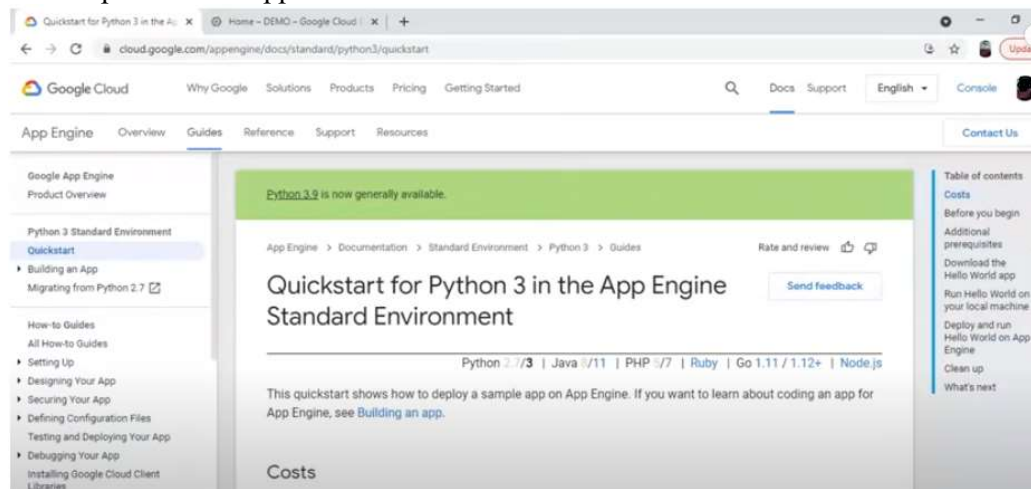 Quickstart for Python 3 in the Ap
Home – DEMO – Google Cloud
cloud.google.com/appengine/docs/standard/python3/quickstart
Upda
Google Cloud
Why Google Solutions Products Pricing Getting Started
Docs Support English Console
App Engine Overview Guides Reference Support Resources
Contact Us
Google App Engine
Product Overview
Python 3 Standard Environment
Quickstart
Building an App
Migrating from Python 2.7
How-to Guides
All How-to Guides
Setting Up
Designing Your App
Securing Your App
Defining Configuration Files
Testing and Deploying Your App
Debugging Your App
Installing Google Cloud Client
Libraries
Python 3.9 is now generally available.
App Engine > Documentation > Standard Environment > Python 3 > Guides
Rate and review
Quickstart for Python 3 in the App Engine
Standard Environment
Send feedback
Python 2.7/3 | Java 8/11 | PHP 5/7 | Ruby | Go 1.11 / 1.12+ | Node.js
This quickstart shows how to deploy a sample app on App Engine. If you want to learn about coding an app for
App Engine, see Building an app.
Costs
Table of contents
Costs
Before you begin
Additional
prerequisites
Download the
Hello World app
Run Hello World on
your local machine
Deploy and run
Hello World on App
Engine
Clean up
What's next